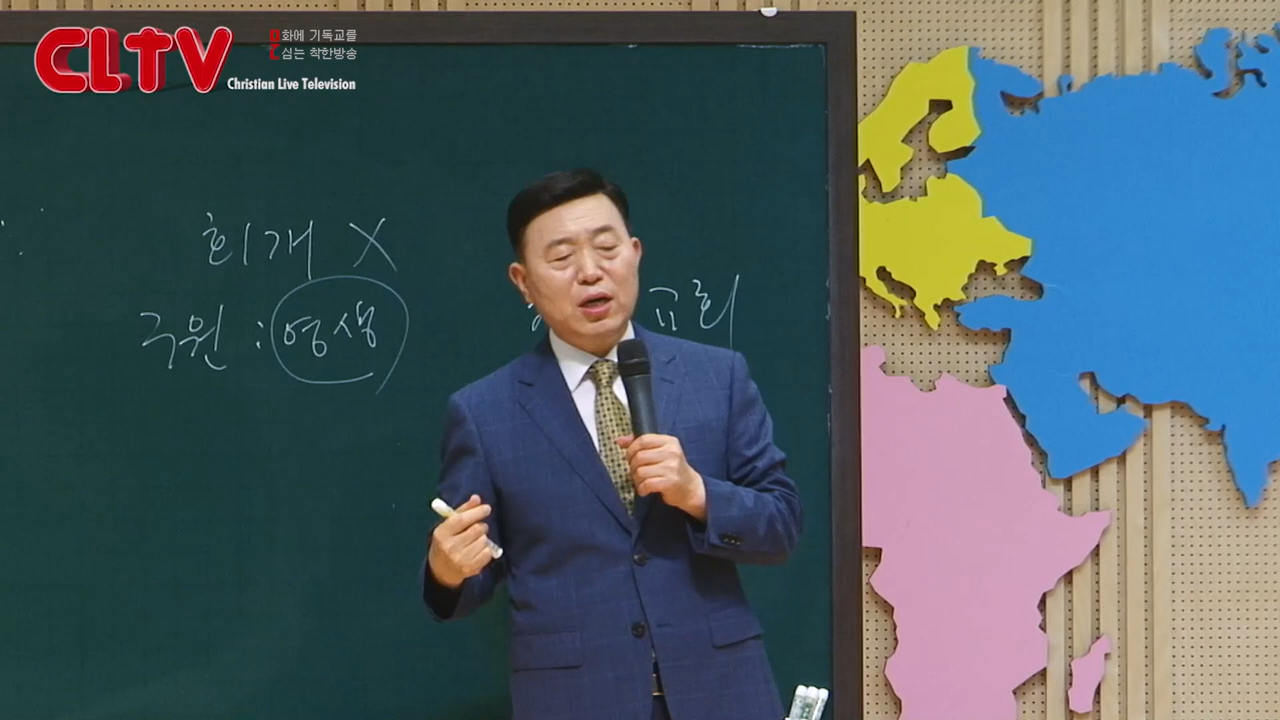 CLTV
문화에 기독교를
심는 착한방송
Christian Live Television
회개 X
구원 : 영생
교회